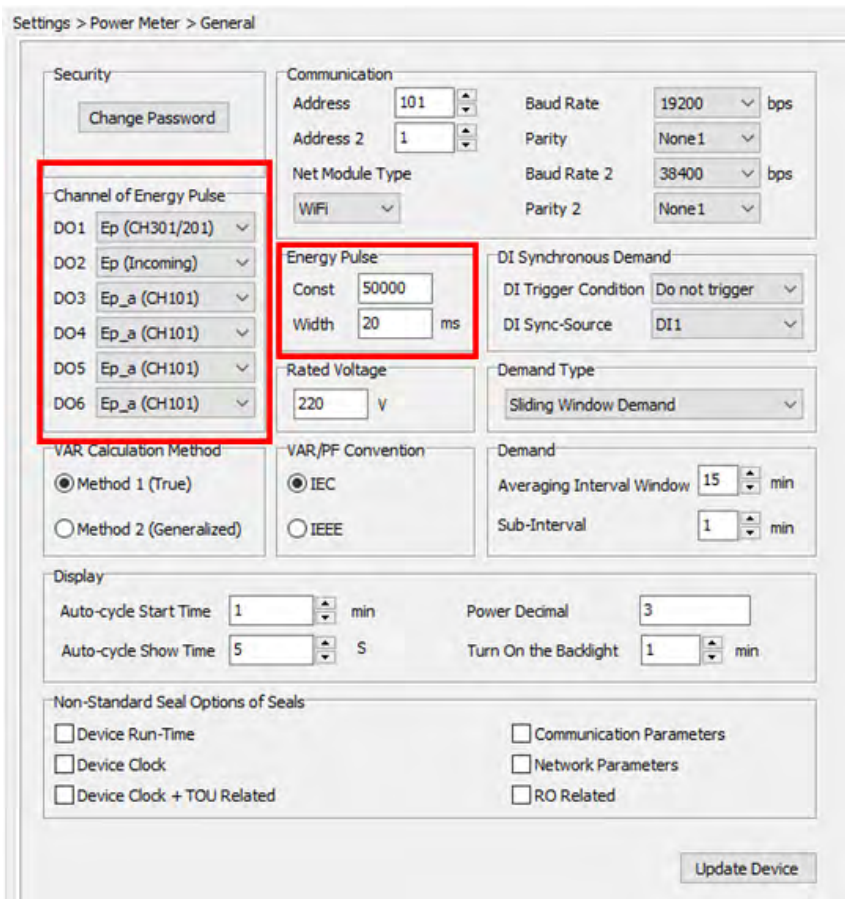 Settings > Power Meter > General
Security
Change Password
Communication
Address 101 Baud Rate 19200 bps
Address 2 1 Parity None1
Net Module Type Baud Rate 2 38400 bps
WiFi Parity 2 None1
Channel of Energy Pulse
DO1 Ep (CH301/201)
DO2 Ep (Incoming)
DO3 Ep_a (CH101)
DO4 Ep_a (CH101)
DO5 Ep_a (CH101)
DO6 Ep_a (CH101)
Energy Pulse
Const 50000
Width 20 ms
DI Synchronous Demand
DI Trigger Condition Do not trigger
DI Sync-Source DI1
Rated Voltage
220 V
Demand Type
Sliding Window Demand
VAR Calculation Method
Method 1 (True)
Method 2 (Generalized)
VAR/PF Convention
IEC
IEEE
Demand
Averaging Interval Window 15 min
Sub-Interval 1 min
Display
Auto-cycle Start Time 1 min Power Decimal 3
Auto-cycle Show Time 5 S Turn On the Backlight 1 min
Non-Standard Seal Options of Seals
Device Run-Time Communication Parameters
Device Clock Network Parameters
Device Clock + TOU Related RO Related
Update Device